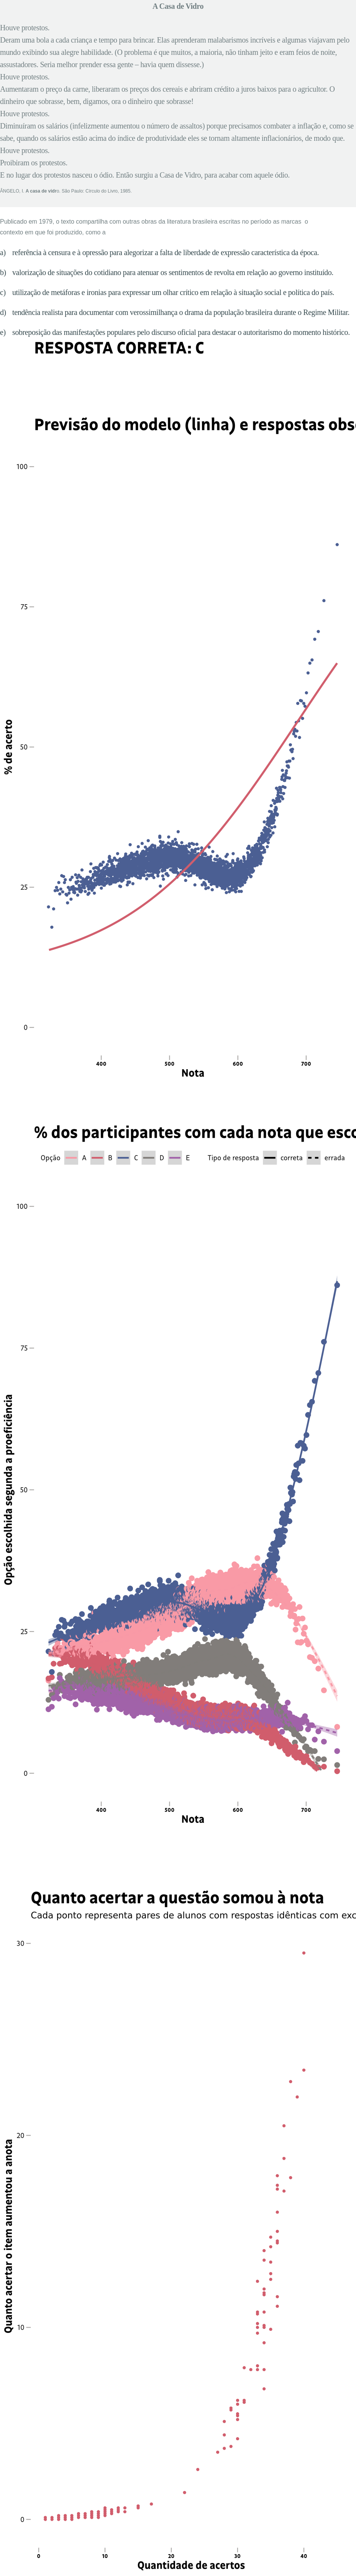 A Casa de Vidro
Houve protestos.
Deram uma bola a cada criança e tempo para brincar. Elas aprenderam malabarismos incríveis e algumas viajavam pelo
mundo exibindo sua alegre habilidade. (O problema é que muitos, a maioria, não tinham jeito e eram feios de noite,
assustadores. Seria melhor prender essa gente – havia quem dissesse.)
Houve protestos.
Aumentaram o preço da carne, liberaram os preços dos cereais e abriram crédito a juros baixos para o agricultor. O
dinheiro que sobrasse, bem, digamos, ora o dinheiro que sobrasse!
Houve protestos.
Diminuíram os salários (infelizmente aumentou o número de assaltos) porque precisamos combater a inflação e, como se
sabe, quando os salários estão acima do índice de produtividade eles se tornam altamente inflacionários, de modo que.
Houve protestos.
Proibiram os protestos.
E no lugar dos protestos nasceu o ódio. Então surgiu a Casa de Vidro, para acabar com aquele ódio.
ÂNGELO, I. A casa de vidro. São Paulo: Círculo do Livro, 1985.
Publicado em 1979, o texto compartilha com outras obras da literatura brasileira escritas no período as marcas o
contexto em que foi produzido, como a
a) referência à censura e à opressão para alegorizar a falta de liberdade de expressão característica da época.
b) valorização de situações do cotidiano para atenuar os sentimentos de revolta em relação ao governo instituído.
c) utilização de metáforas e ironias para expressar um olhar crítico em relação à situação social e política do país.
d) tendência realista para documentar com verossimilhança o drama da população brasileira durante o Regime Militar.
e) sobreposição das manifestações populares pelo discurso oficial para destacar o autoritarismo do momento histórico.
RESPOSTA CORRETA: C
Previsão do modelo (linha) e respostas obs
100
75
50
25
0
% de acerto
400 500 600 700
Nota
% dos participantes com cada nota que esco
Opção A B C D E Tipo de resposta correta errada
100
75
50
25
0
Opção escolhida segunda a proeficiência
400 500 600 700
Nota
Quanto acertar a questão somou à nota
Cada ponto representa pares de alunos com respostas idênticas com exc
30
20
10
0
Quanto acertar o item aumentou a anota
0 10 20 30 40
Quantidade de acertos